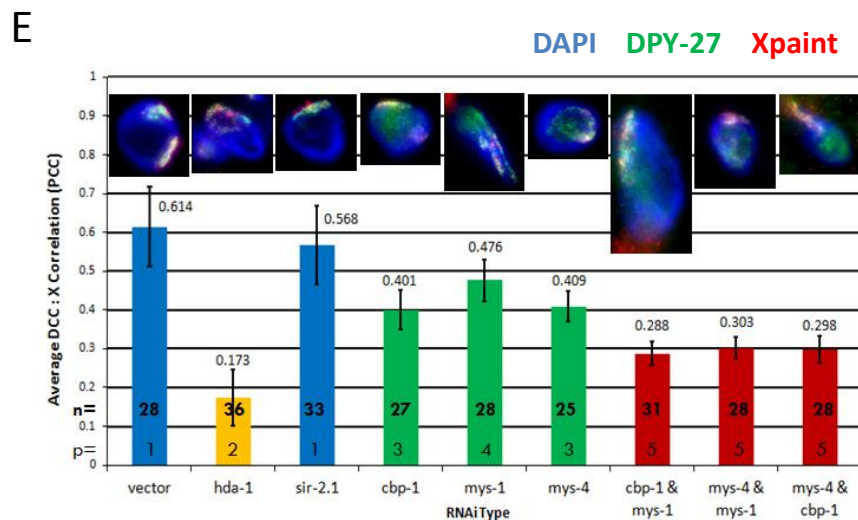 E
DAPI DPY-27 Xpaint
Average DCC : X Correlation (PCC)
1
0.9
0.8
0.7
0.6
0.5
0.4
0.3
0.2
0.1
0
0.614
0.173
0.568
0.401
0.476
0.409
0.288
0.303
0.298
n= 28 36 33 27 28 25 31 28 28
p= 1 2 1 3 4 3 5 5 5
vector hda-1 sir-2.1 cbp-1 mys-1 mys-4 cbp-1 & mys-4 & mys-4 &
mys-1 mys-1 cbp-1
RNAi Type